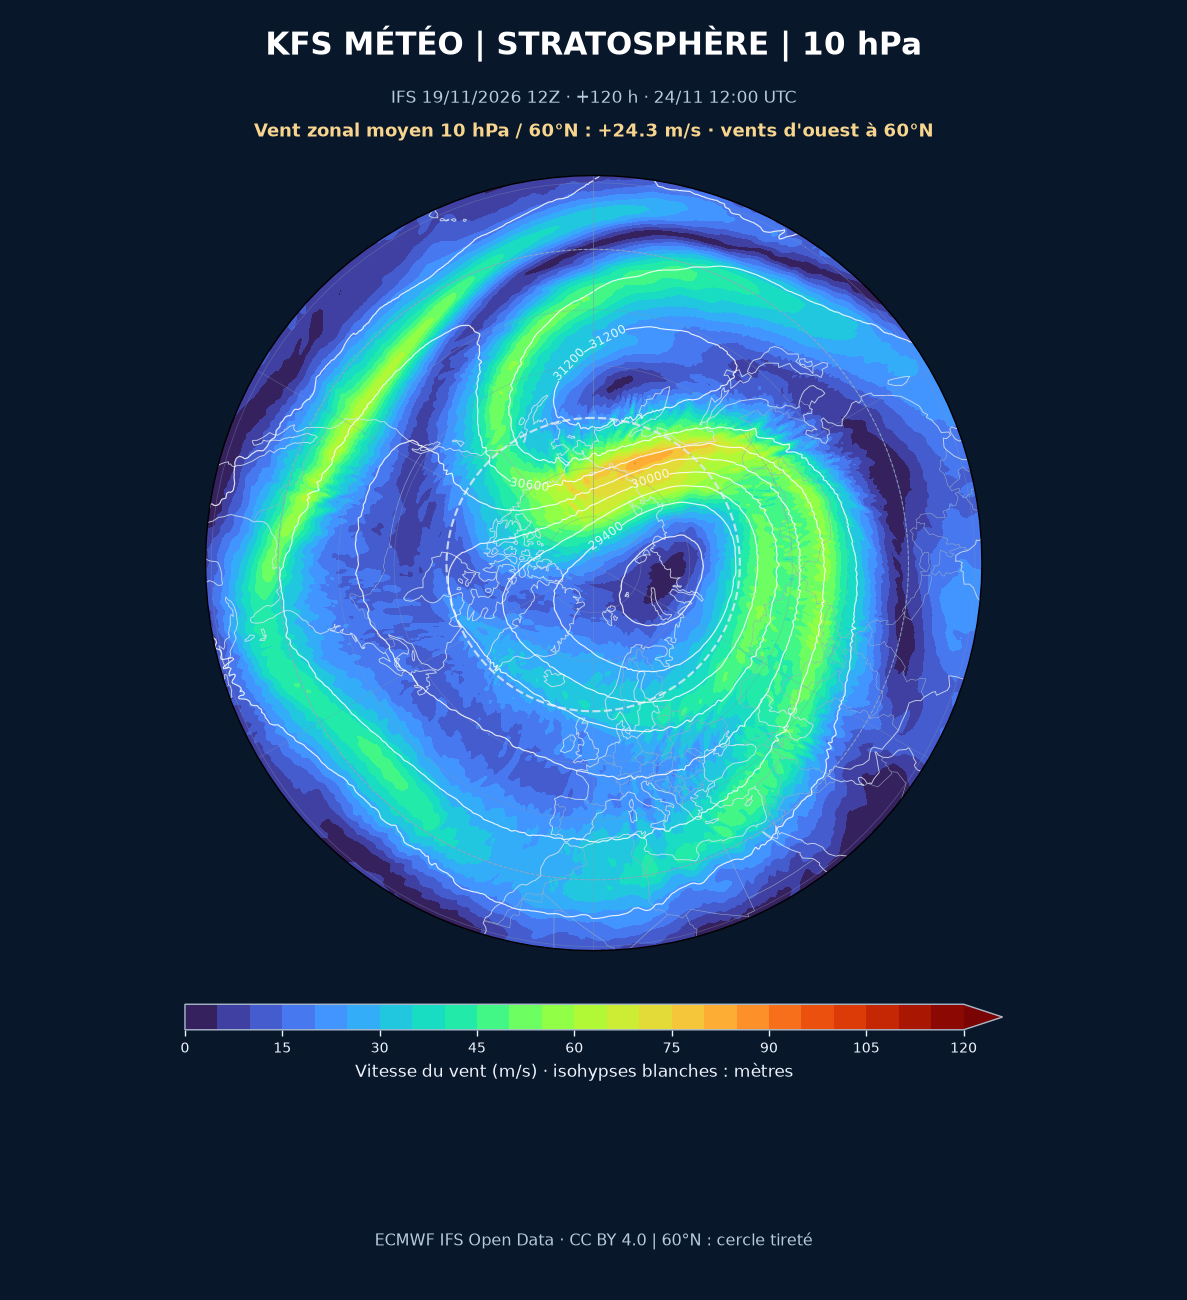 KFS MÉTÉO | STRATOSPHÈRE | 10 hPa
IFS 19/11/2026 12Z · +120 h · 24/11 12:00 UTC
Vent zonal moyen 10 hPa / 60°N : +24.3 m/s · vents d'ouest à 60°N
31200
31200
30600
30000
29400
0 15 30 45 60 75 90 105 120
Vitesse du vent (m/s) · isohypses blanches : mètres
ECMWF IFS Open Data · CC BY 4.0 | 60°N : cercle tireté